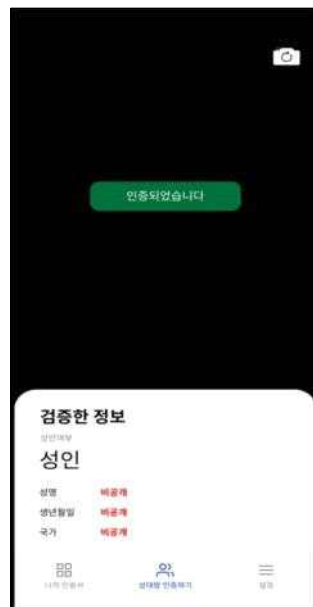 인증되었습니다
검증한 정보
성인여부
성인
성명 비공개
생년월일 비공개
국가 비공개
나의 인증서 상대방 인증하기 설정